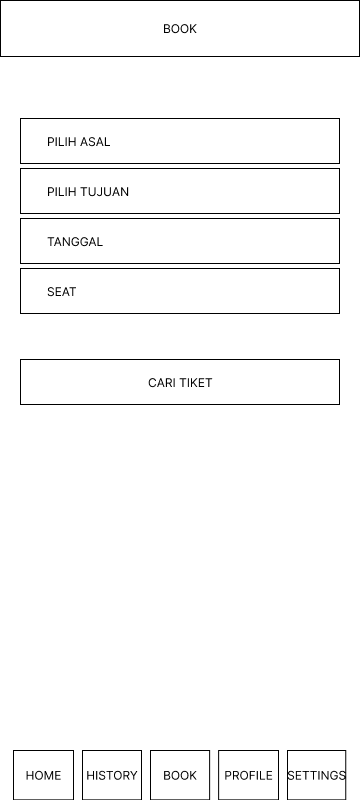 BOOK
PILIH ASAL
PILIH TUJUAN
TANGGAL
SEAT
CARI TIKET
HOME
HISTORY
BOOK
PROFILE
SETTINGS